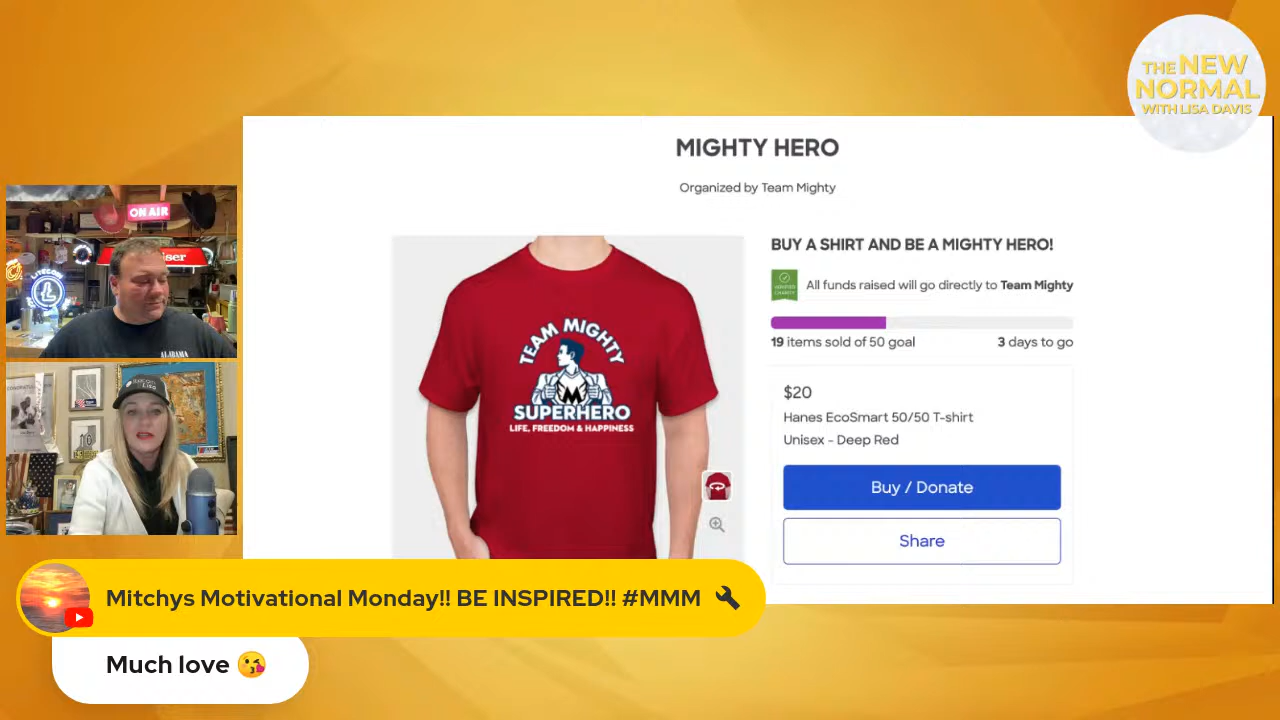 THE NEW
NORMAL
WITH LISA DAVIS
MIGHTY HERO
Organized by Team Mighty
ON AIR
LITECOIN
ALABAMA
TEAM MIGHTY
SUPERHERO
LIFE, FREEDOM & HAPPINESS
BUY A SHIRT AND BE A MIGHTY HERO!
All funds raised will go directly to Team Mighty
19 items sold of 50 goal
3 days to go
$20
Hanes EcoSmart 50/50 T-shirt
Unisex - Deep Red
Buy / Donate
Share
Mitchys Motivational Monday!! BE INSPIRED!! #MMM
Much love 😘